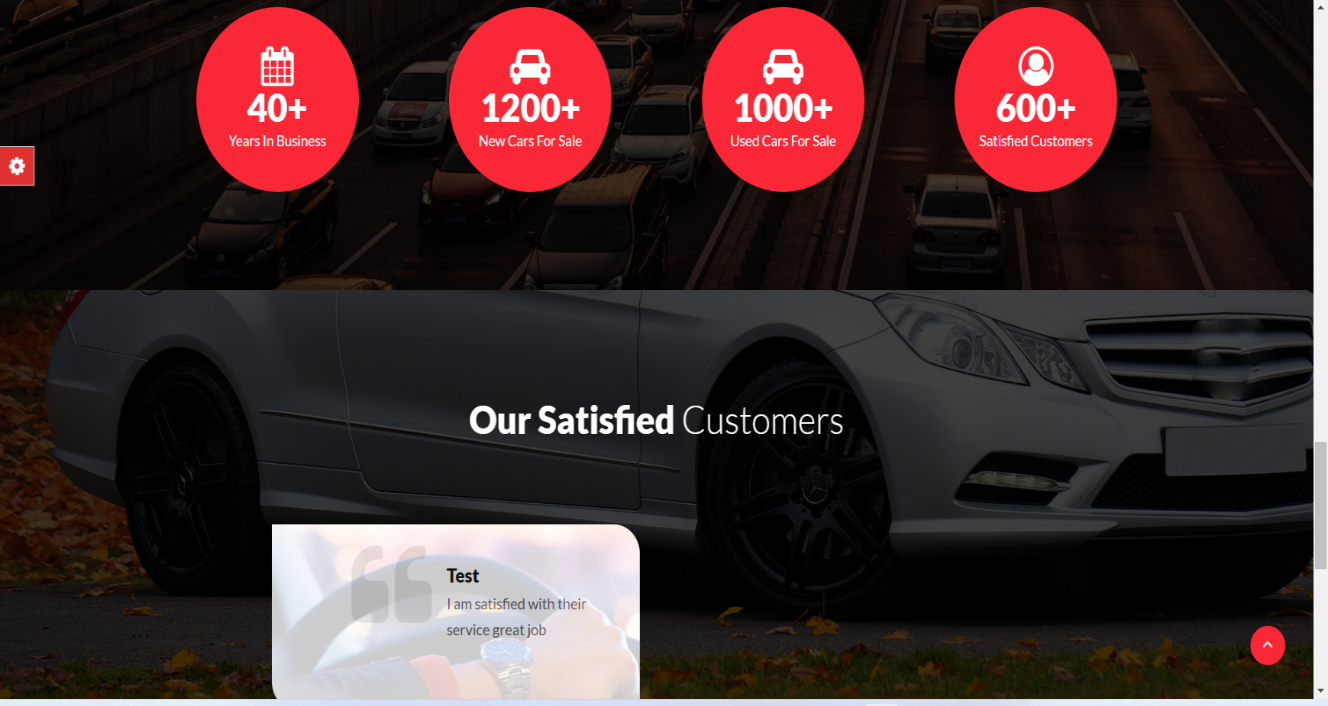 40+
Years In Business
1200+
New Cars For Sale
1000+
Used Cars For Sale
600+
Satisfied Customers
Our Satisfied Customers
Test
I am satisfied with their
service great job